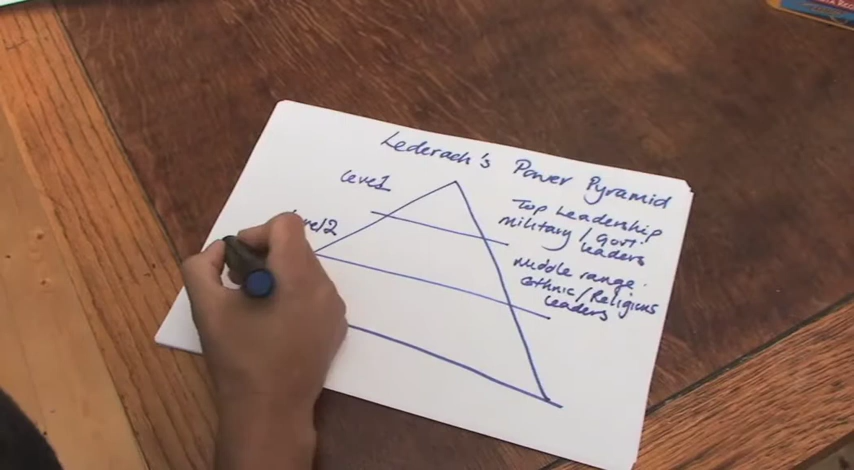 Lederach's Power Pyramid
Level1
Level2
Top Leadership
Military / Govt
leaders
Middle range
Ethnic / Religious
leaders